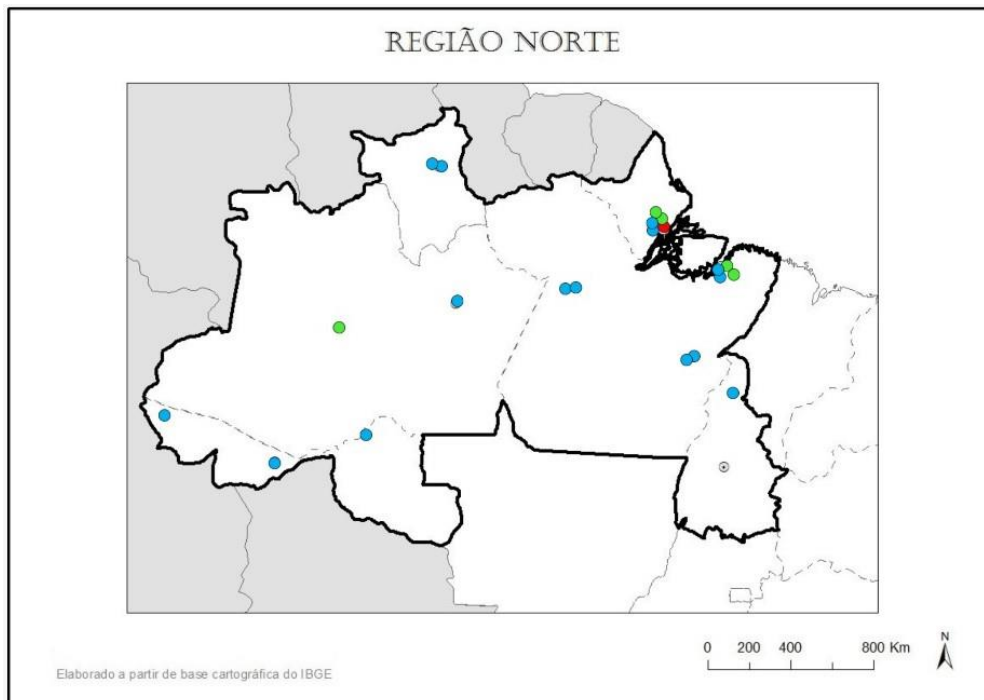 REGIÃO NORTE
N
0 200 400 800 Km
Elaborado a partir de base cartográfica do IBGE